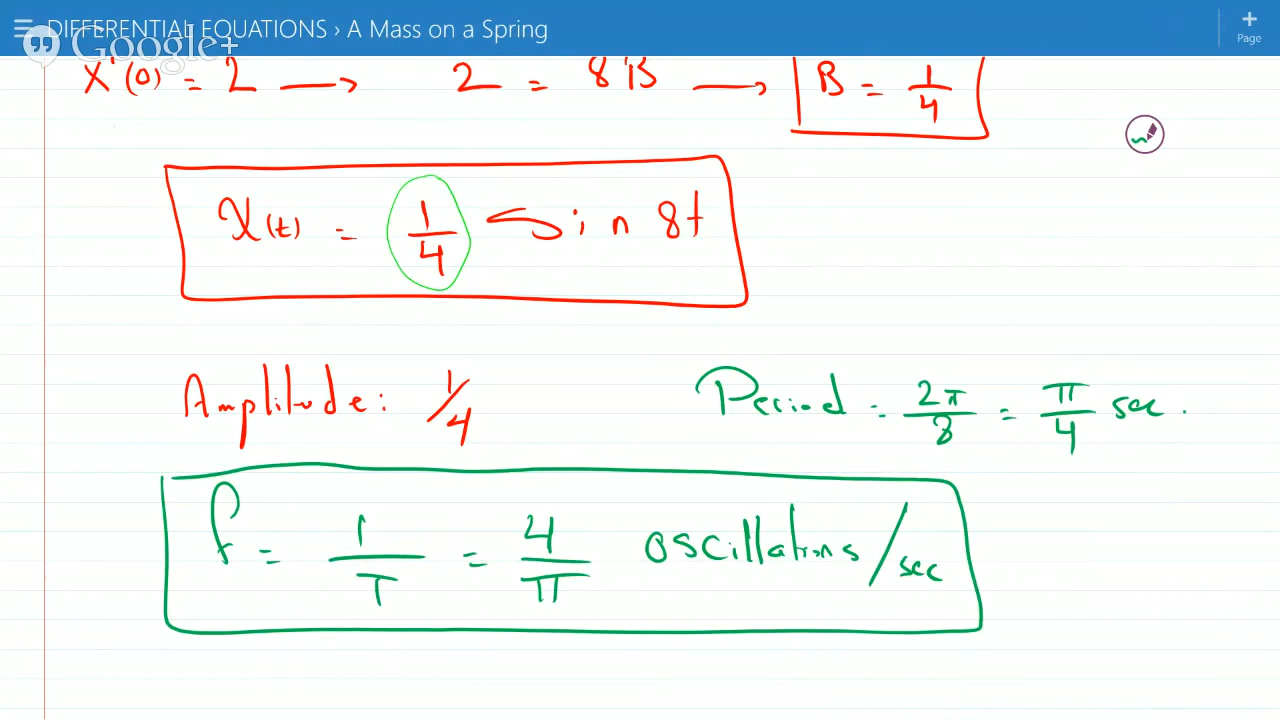 DIFFERENTIAL EQUATIONS › A Mass on a Spring
Google+
Page
X'(0) = 2 → 2 = 8B → B = 1/4
X(t) = 1/4 sin 8t
Amplitude: 1/4 Period = 2π/8 = π/4 sec.
f = 1/T = 4/π oscillations/sec